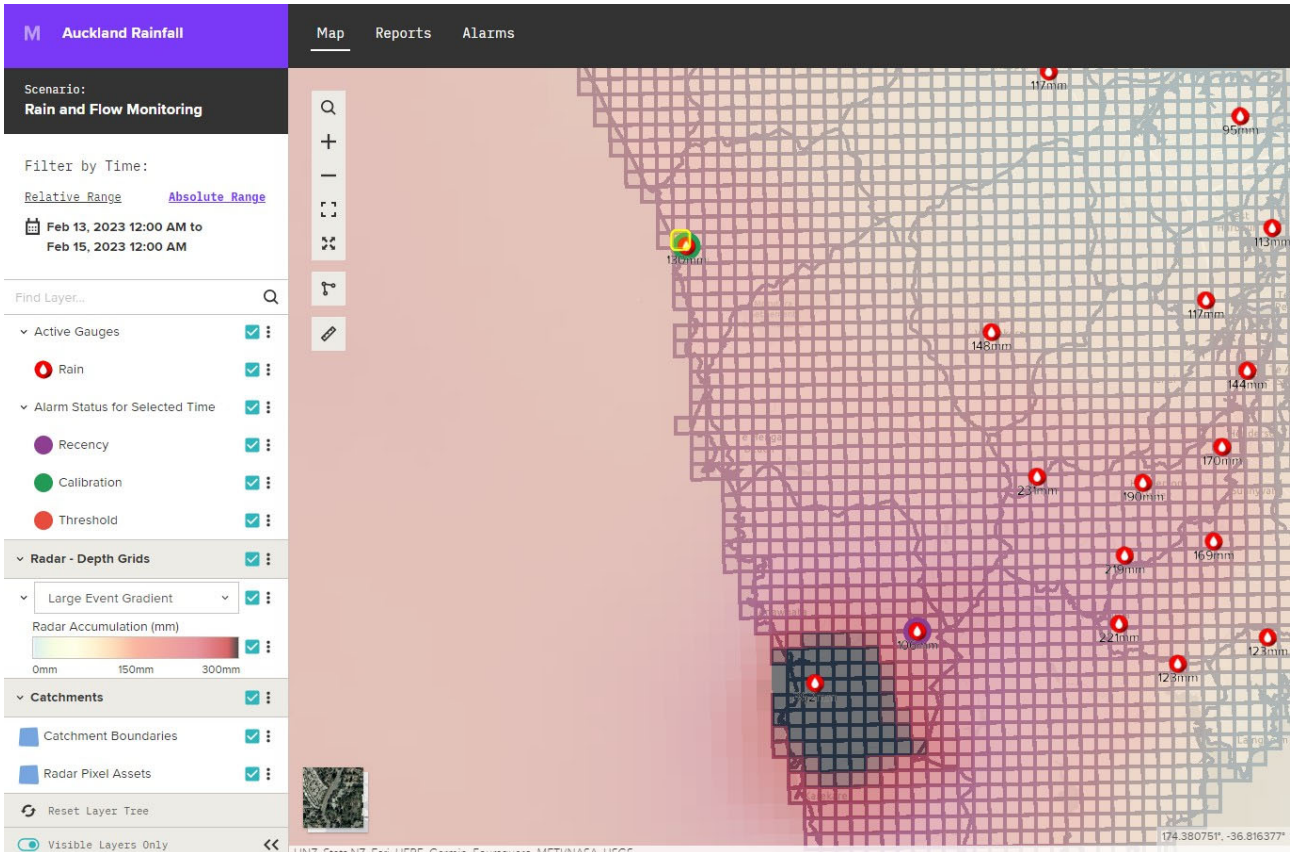 M Auckland Rainfall
Map Reports Alarms
Scenario:
Rain and Flow Monitoring
Filter by Time:
Relative Range Absolute Range
Feb 13, 2023 12:00 AM to
Feb 15, 2023 12:00 AM
Find Layer...
Active Gauges
Rain
Alarm Status for Selected Time
Recency
Calibration
Threshold
Radar - Depth Grids
Large Event Gradient
Radar Accumulation (mm)
0mm 150mm 300mm
Catchments
Catchment Boundaries
Radar Pixel Assets
Reset Layer Tree
Visible Layers Only
117mm
95mm
113mm
130mm
117mm
148mm
144mm
170mm
231mm
190mm
169mm
219mm
221mm
106mm
123mm
123mm
174.380751°, -36.816377°